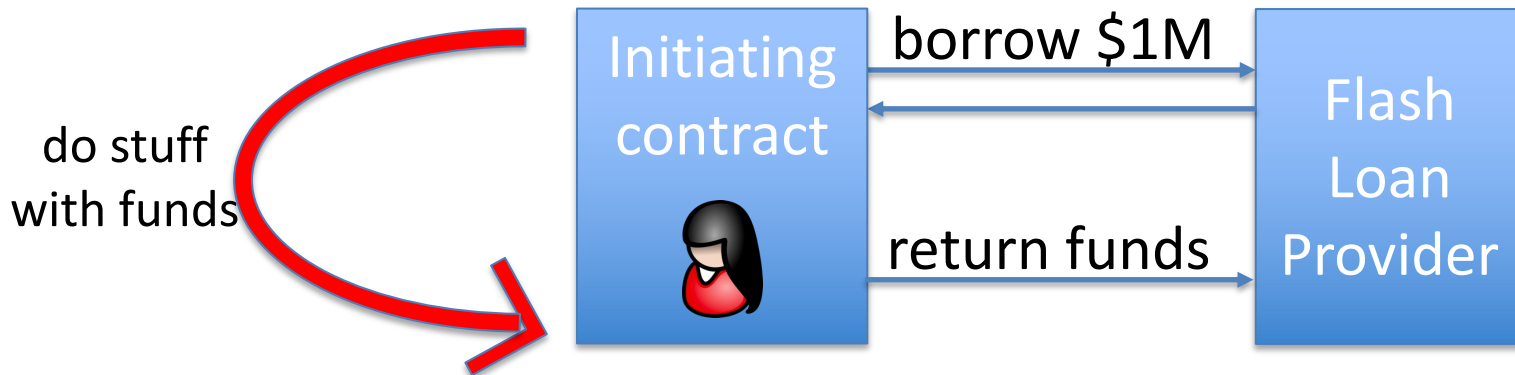 do stuff
with funds
Initiating
contract
borrow $1M
return funds
Flash
Loan
Provider